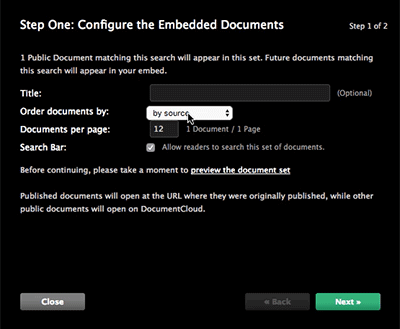 Step One: Configure the Embedded Documents
Step 1 of 2
1 Public Document matching this search will appear in this set. Future documents matching
this search will appear in your embed.
Title:
(Optional)
Order documents by:
by source
Documents per page:
12
1 Document / 1 Page
Search Bar:
Allow readers to search this set of documents.
Before continuing, please take a moment to preview the document set
Published documents will open at the URL where they were originally published, while other
public documents will open on DocumentCloud.
Close
« Back
Next »